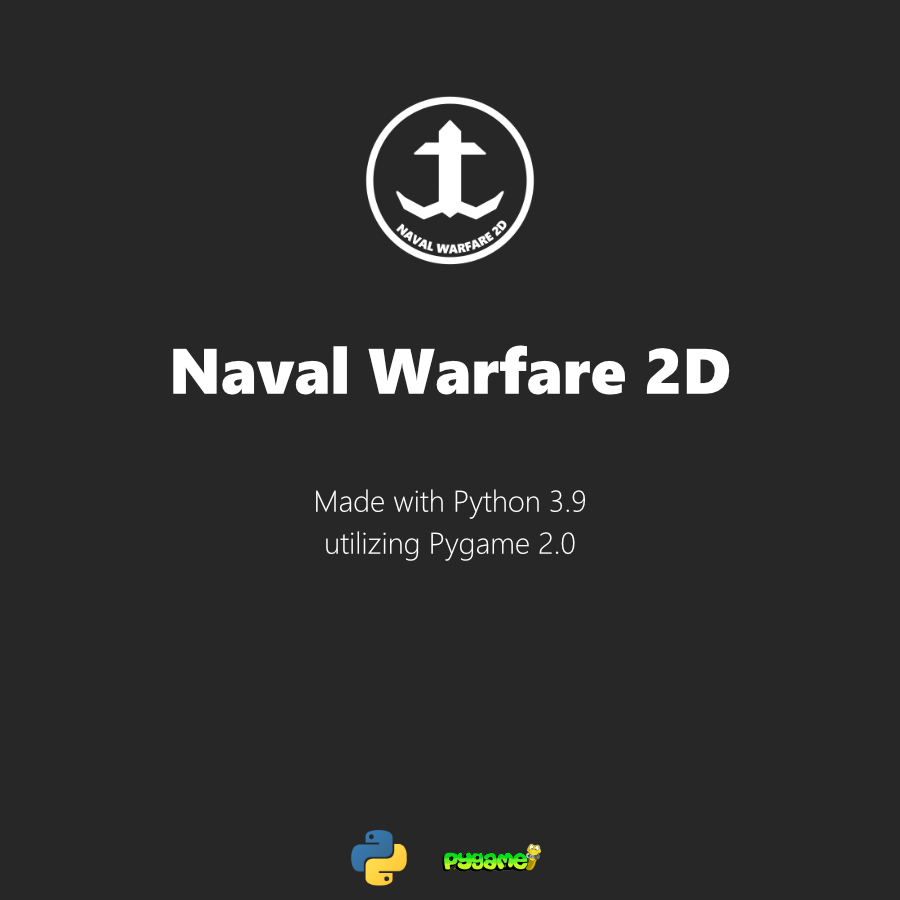 NAVAL WARFARE 2D
Naval Warfare 2D
Made with Python 3.9
utilizing Pygame 2.0
pygame